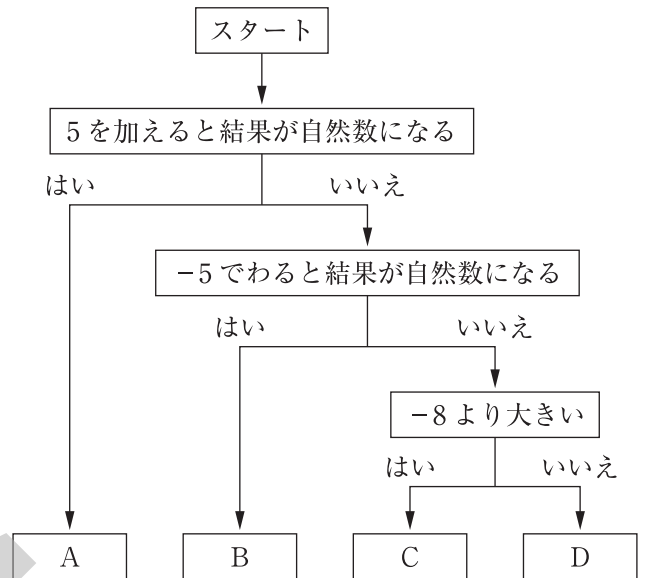 スタート
5を加えると結果が自然数になる
はい いいえ
−5でわると結果が自然数になる
はい いいえ
−8より大きい
はい いいえ
A B C D